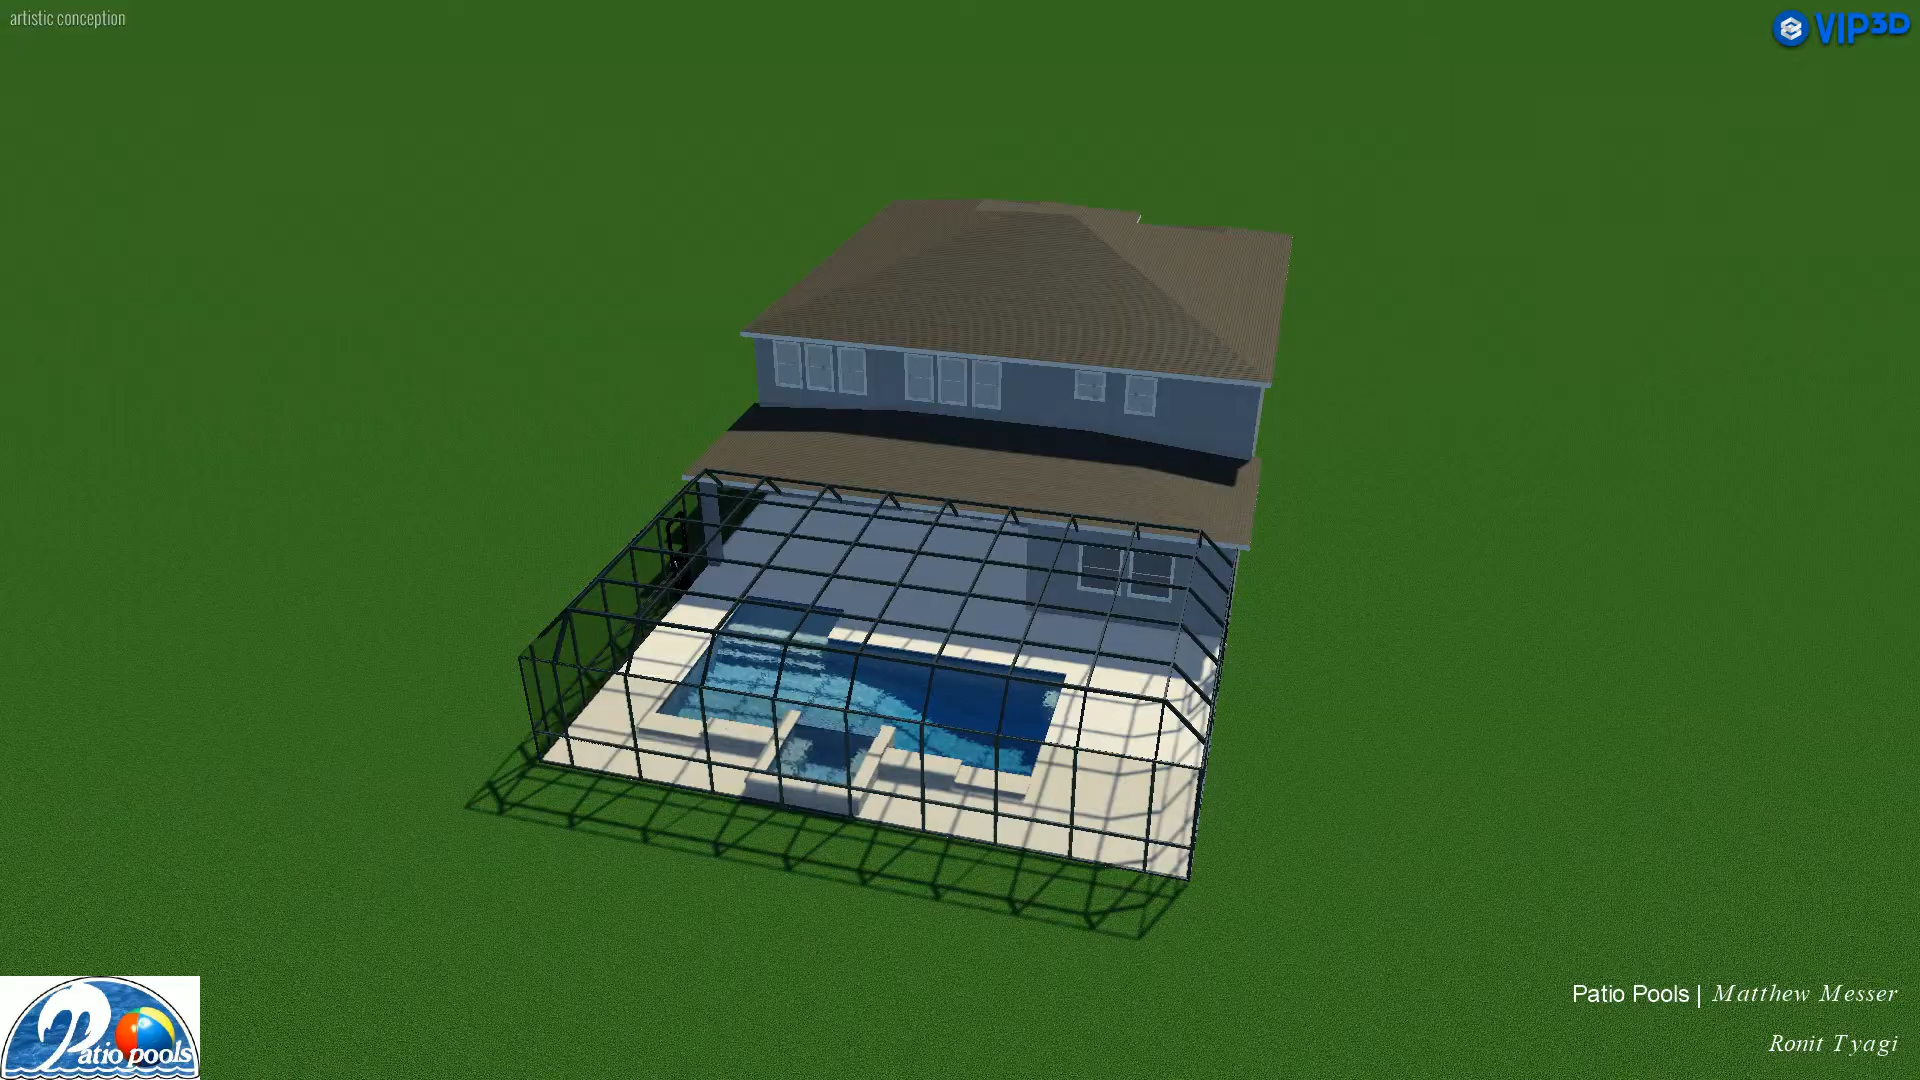 artistic conception
VIP3D
Patio Pools | Matthew Messer
Patio pools
Ronit Tyagi